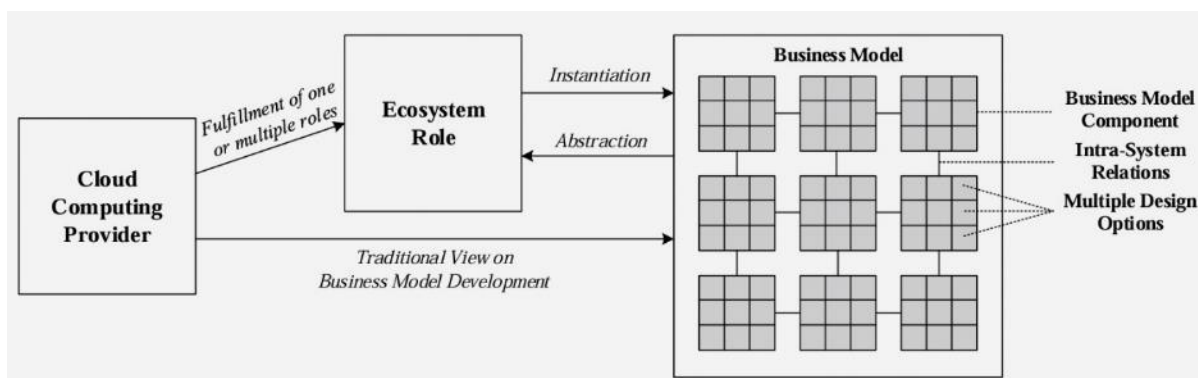 Business Model
Instantiation
Fulfillment of one
or multiple roles
Ecosystem
Role
Abstraction
Cloud
Computing
Provider
Traditional View on
Business Model Development
Business Model
Component
Intra-System
Relations
Multiple Design
Options